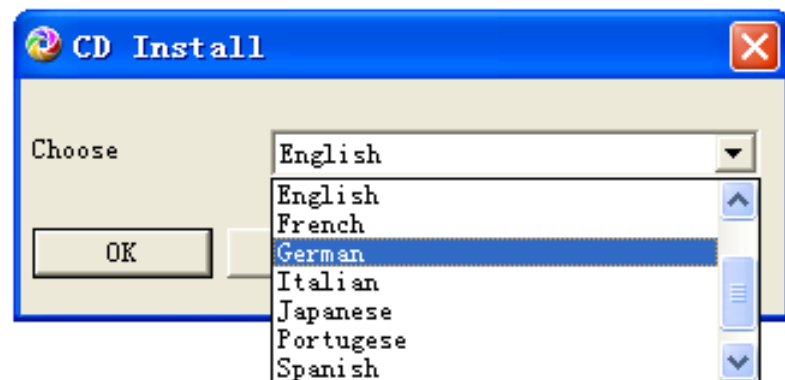 CD Install
Choose
English
English
French
German
OK
Italian
Japanese
Portugese
Spanish